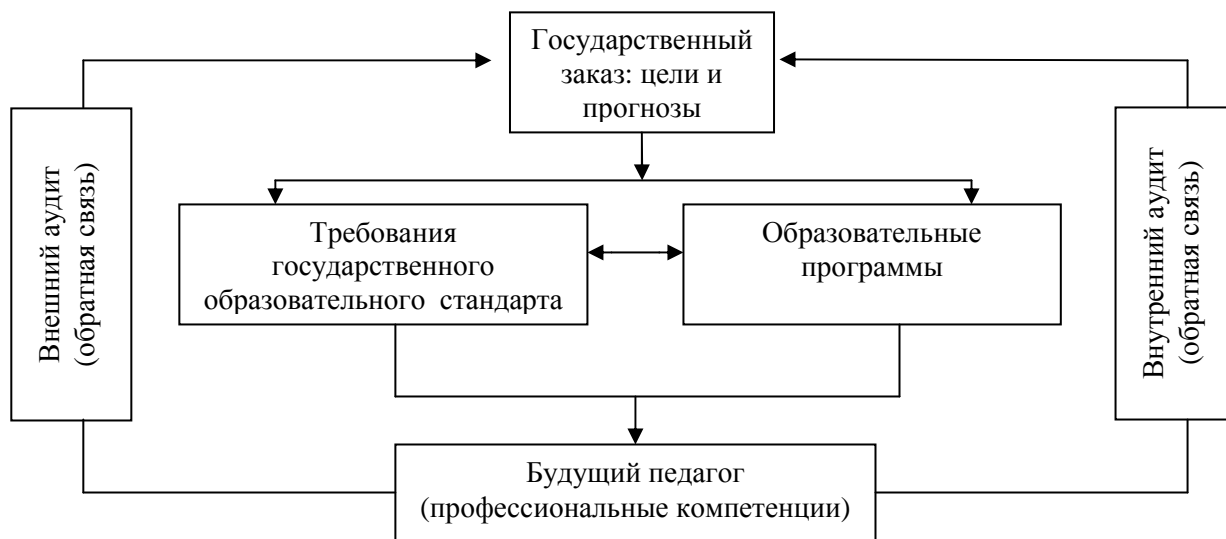 Государственный
заказ: цели и
прогнозы
Внешний аудит
(обратная связь)
Требования
государственного
образовательного стандарта
Образовательные
программы
Внутренний аудит
(обратная связь)
Будущий педагог
(профессиональные компетенции)